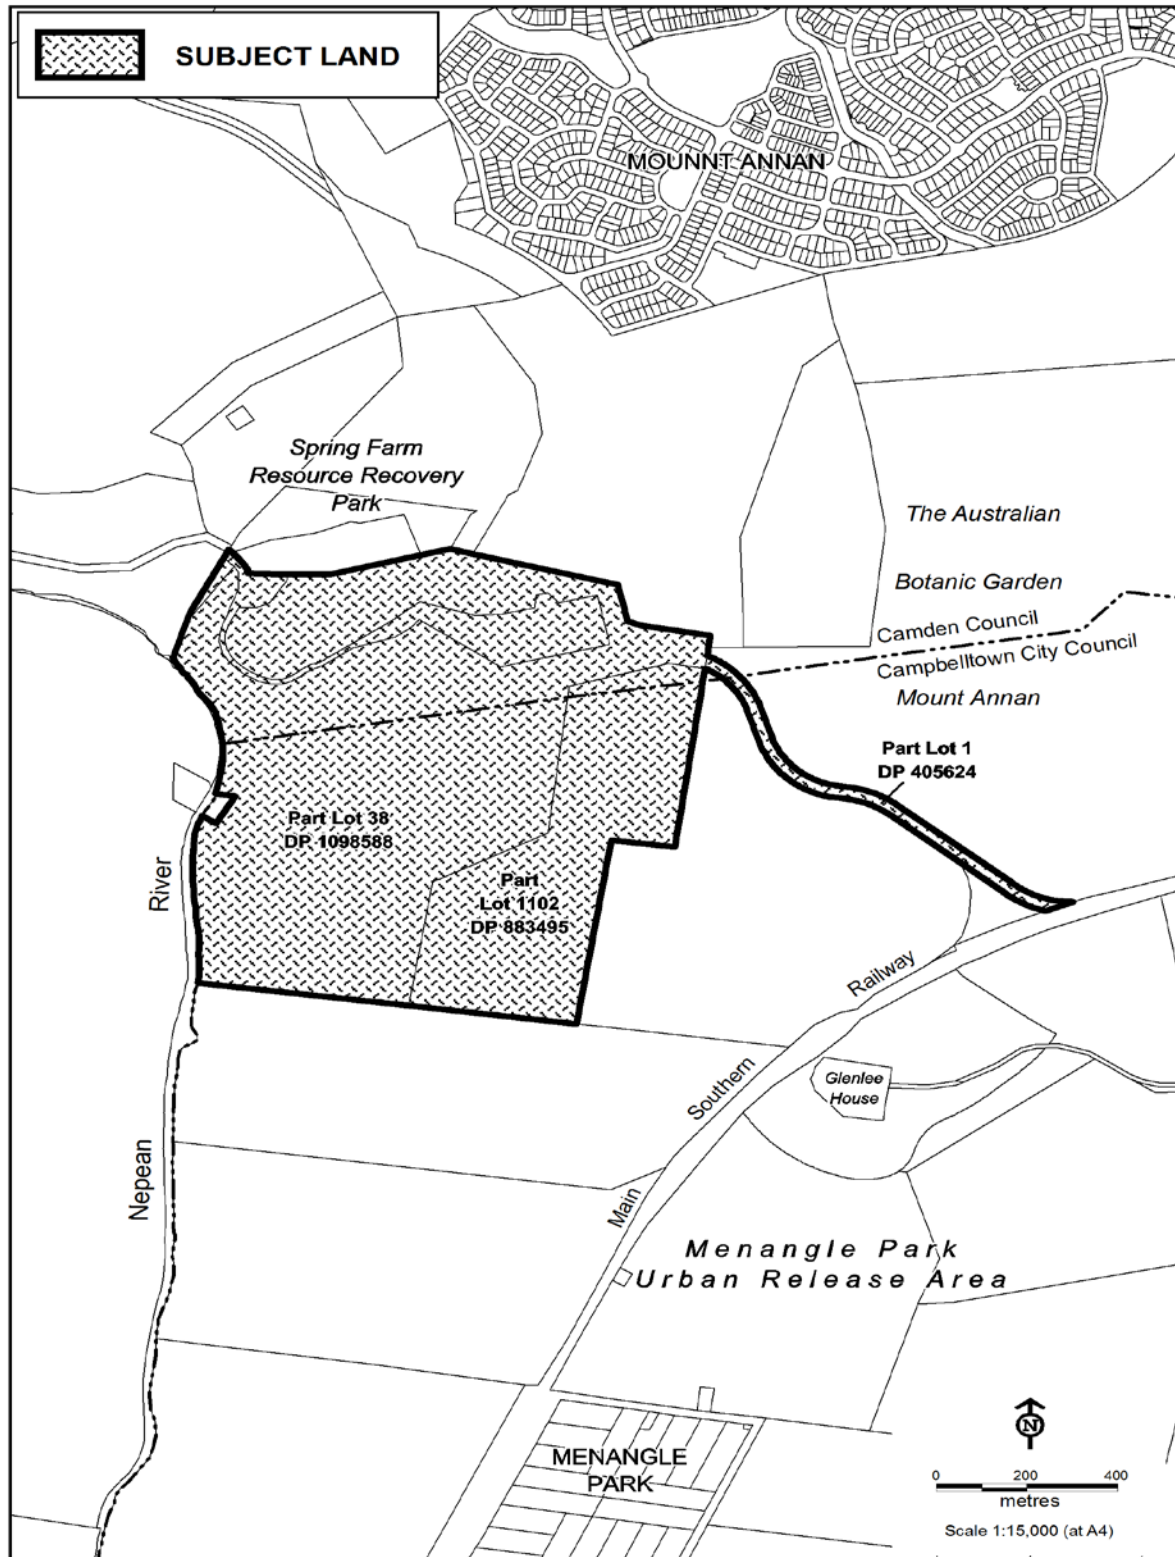 SUBJECT LAND
MOUNNT ANNAN
Spring Farm
Resource Recovery
Park
The Australian
Botanic Garden
Camden Council
Campbelltown City Council
Mount Annan
Part Lot 1
DP 405624
Part Lot 38
DP 1098588
Part
Lot 1102
DP 883495
River
Nepean
Railway
Southern
Main
Glenlee
House
Menangle Park
Urban Release Area
MENANGLE
PARK
N
0 200 400
metres
Scale 1:15,000 (at A4)